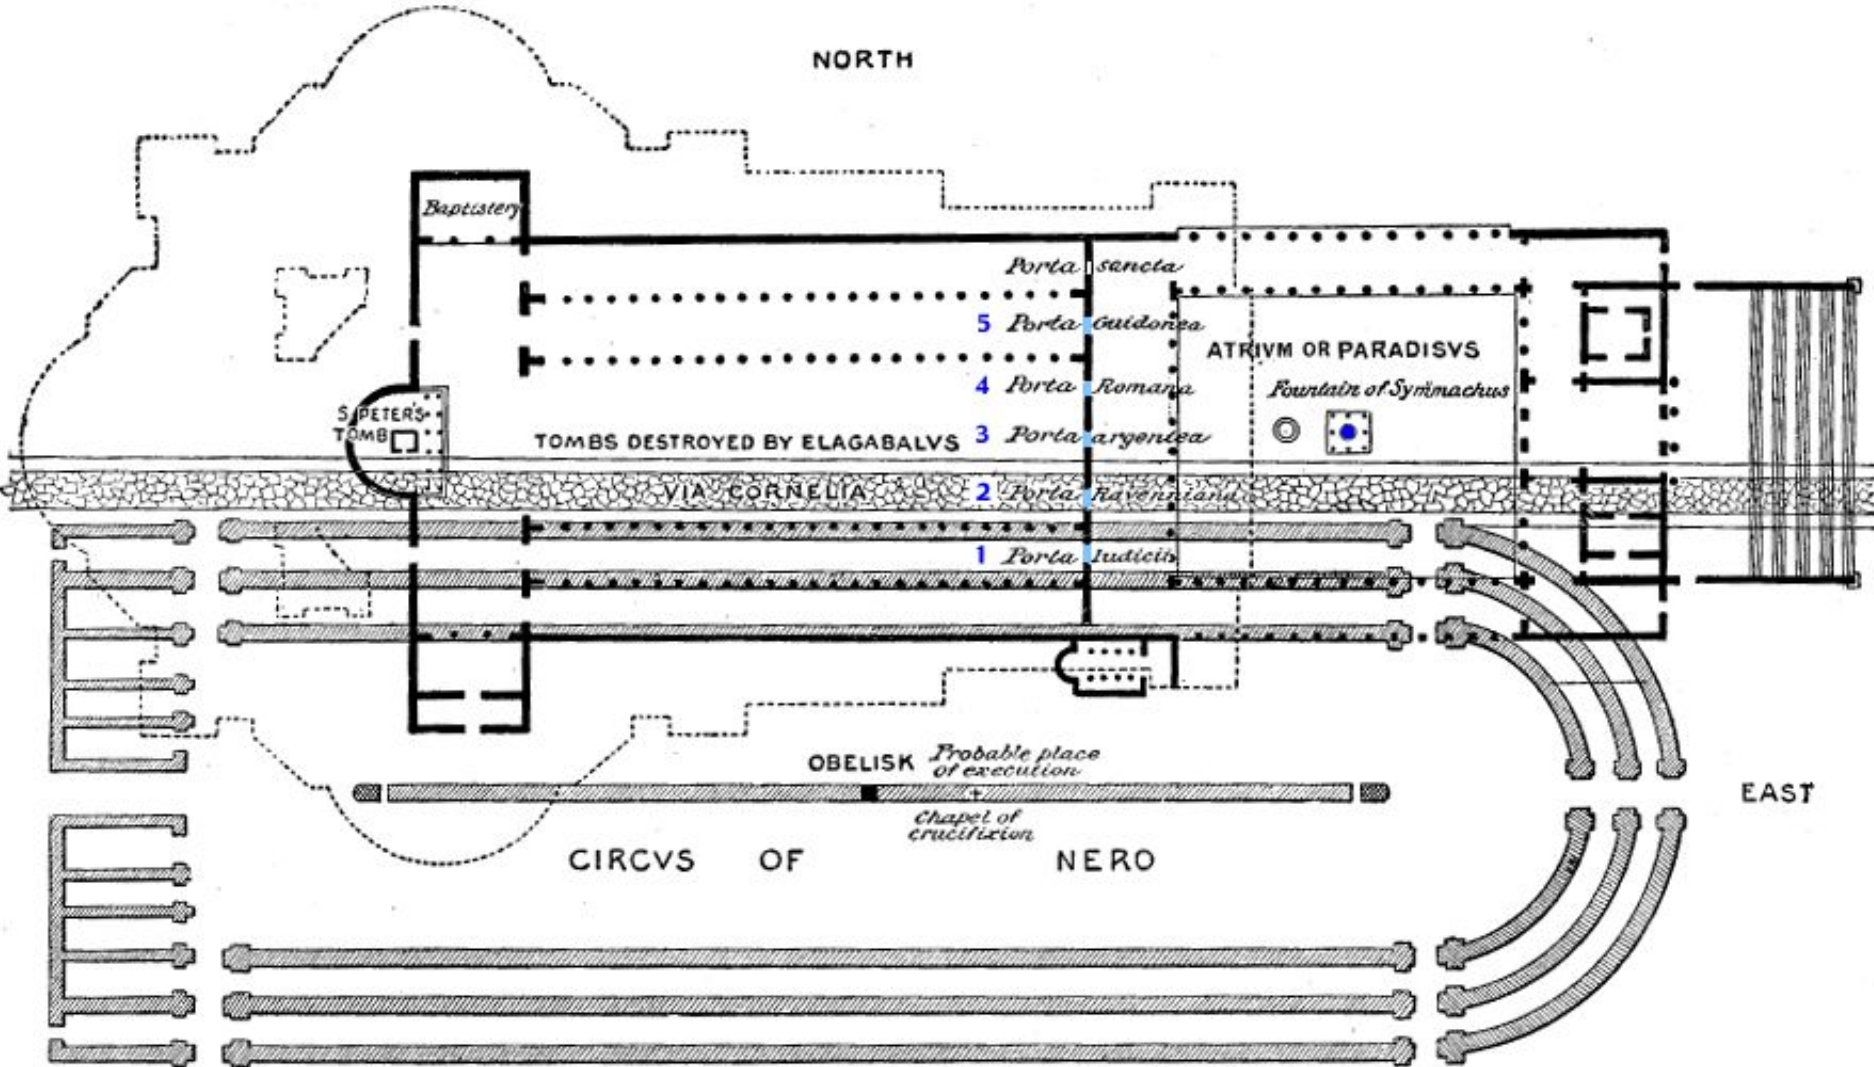 NORTH
Baptistery
Porta sancta
5 Porta Guidonea
ATRIVM OR PARADISVS
4 Porta Romana
Fountain of Symmachus
S. PETER'S
TOMB
TOMBS DESTROYED BY ELAGABALVS
3 Porta argentea
VIA CORNELIA
2 Porta Ravenniana
1 Porta Iudicii
OBELISK
Probable place
of execution
Chapel of
crucifixion
EAST
CIRCVS OF NERO